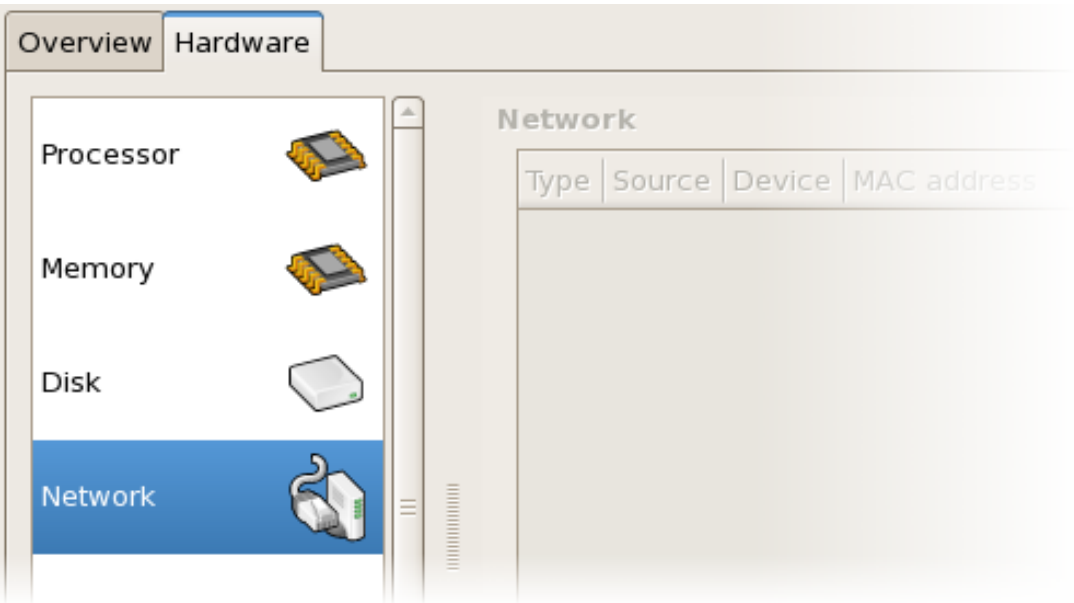 Overview Hardware
Processor
Memory
Disk
Network
Network
Type Source Device MAC address